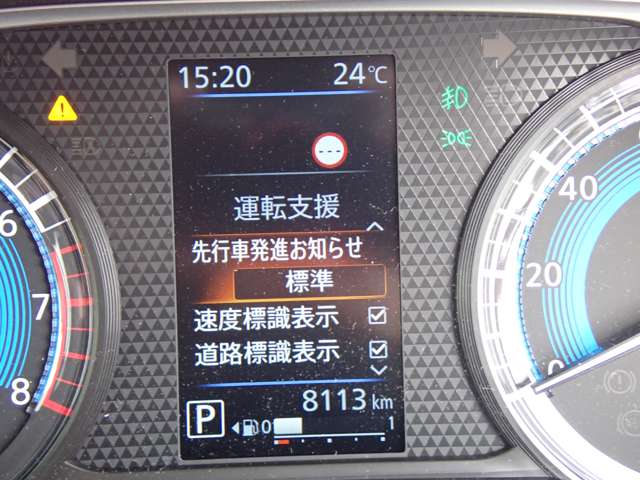 15:20 24℃
---
運転支援
先行車発進お知らせ
標準
速度標識表示
道路標識表示
8113 km
P 0 1
6
7
8
40
20
0